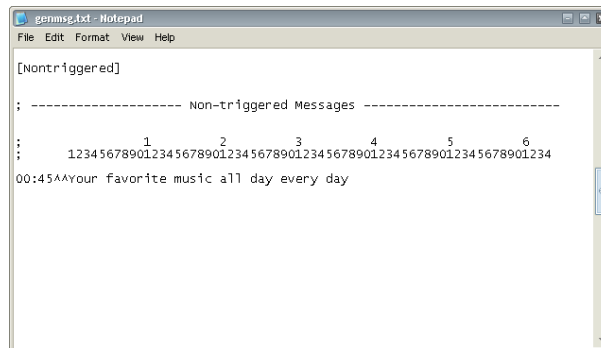 genmsg.txt - Notepad
File Edit Format View Help
[Nontriggered]
; -------------------- Non-triggered Messages --------------------------
;                 1         2         3         4         5         6
;        1234567890123456789012345678901234567890123456789012345678901234
00:45^^Your favorite music all day every day